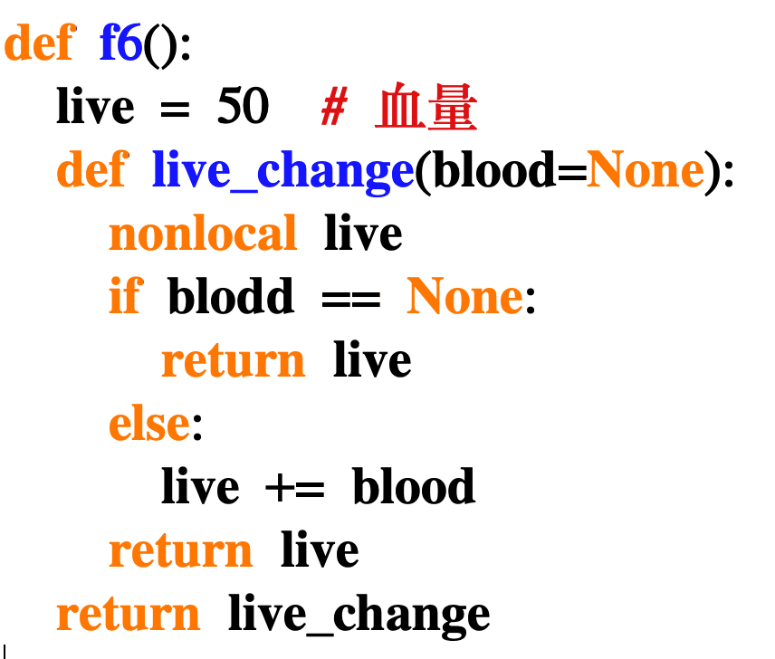 def f6():
    live = 50  # 血量
    def live_change(blood=None):
        nonlocal live
        if blodd == None:
            return live
        else:
            live += blood
        return live
    return live_change